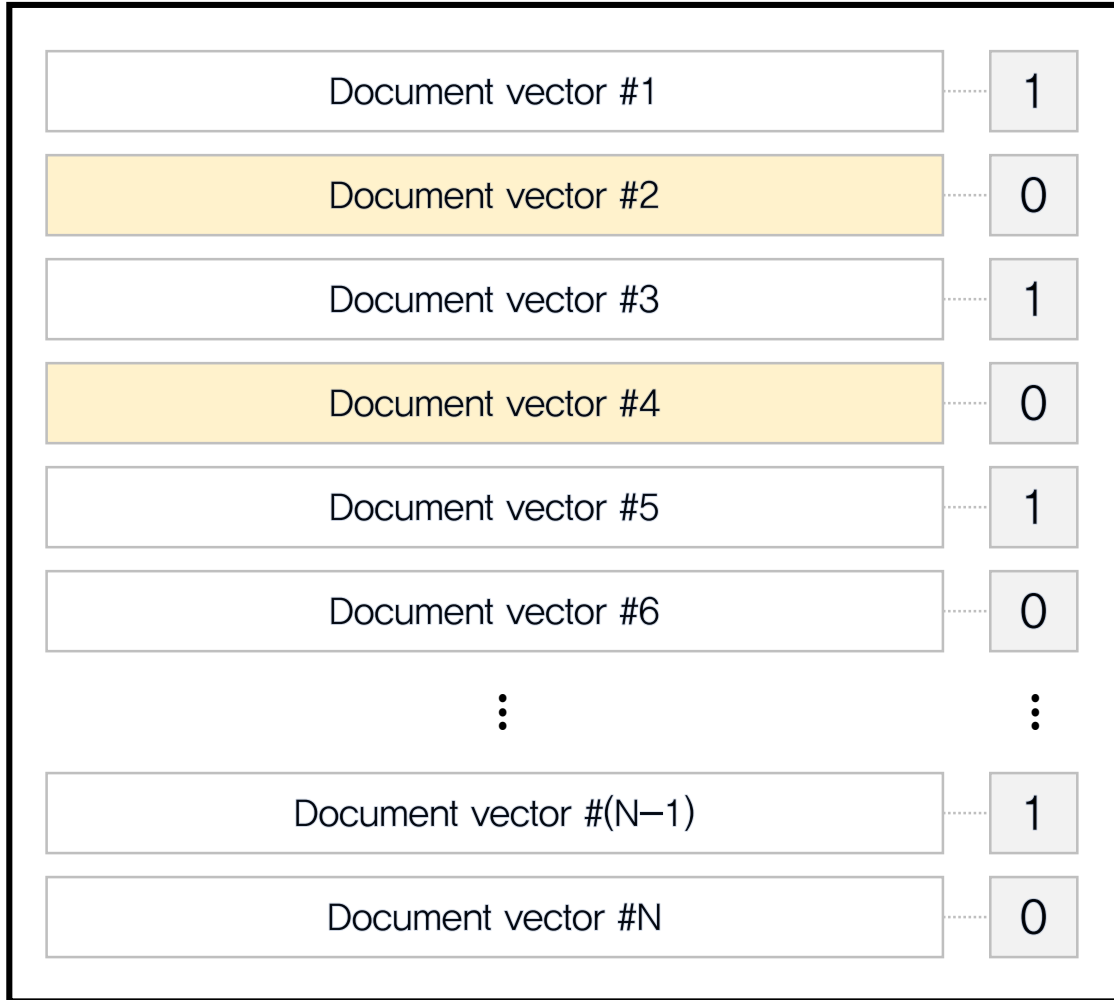 Document vector #1 1
Document vector #2 0
Document vector #3 1
Document vector #4 0
Document vector #5 1
Document vector #6 0
⋮ ⋮
Document vector #(N−1) 1
Document vector #N 0